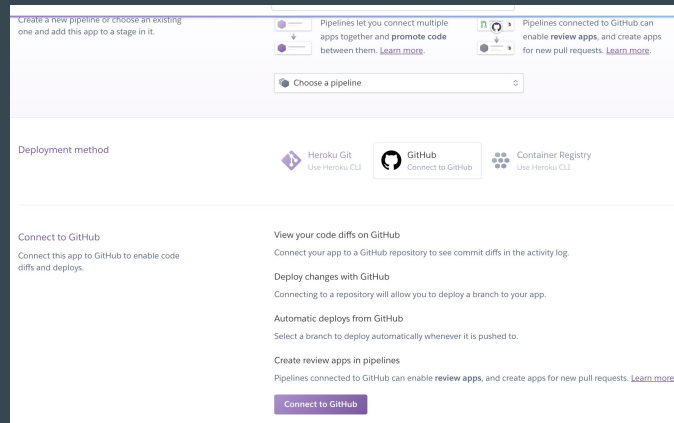 Create a new pipeline or choose an existing
one and add this app to a stage in it.
Pipelines let you connect multiple
apps together and promote code
between them. Learn more.
Pipelines connected to GitHub can
enable review apps, and create apps
for new pull requests. Learn more.
Choose a pipeline
Deployment method
Heroku Git
Use Heroku CLI
GitHub
Connect to GitHub
Container Registry
Use Heroku CLI
Connect to GitHub
Connect this app to GitHub to enable code
diffs and deploys.
View your code diffs on GitHub
Connect your app to a GitHub repository to see commit diffs in the activity log.
Deploy changes with GitHub
Connecting to a repository will allow you to deploy a branch to your app.
Automatic deploys from GitHub
Select a branch to deploy automatically whenever it is pushed to.
Create review apps in pipelines
Pipelines connected to GitHub can enable review apps, and create apps for new pull requests. Learn more
Connect to GitHub